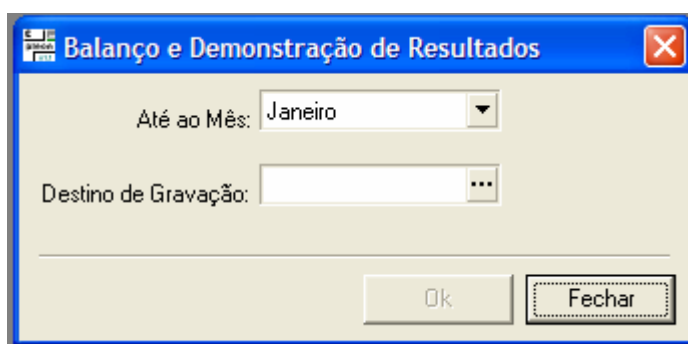 Balanço e Demonstração de Resultados
Até ao Mês: Janeiro
Destino de Gravação: ...
Ok Fechar